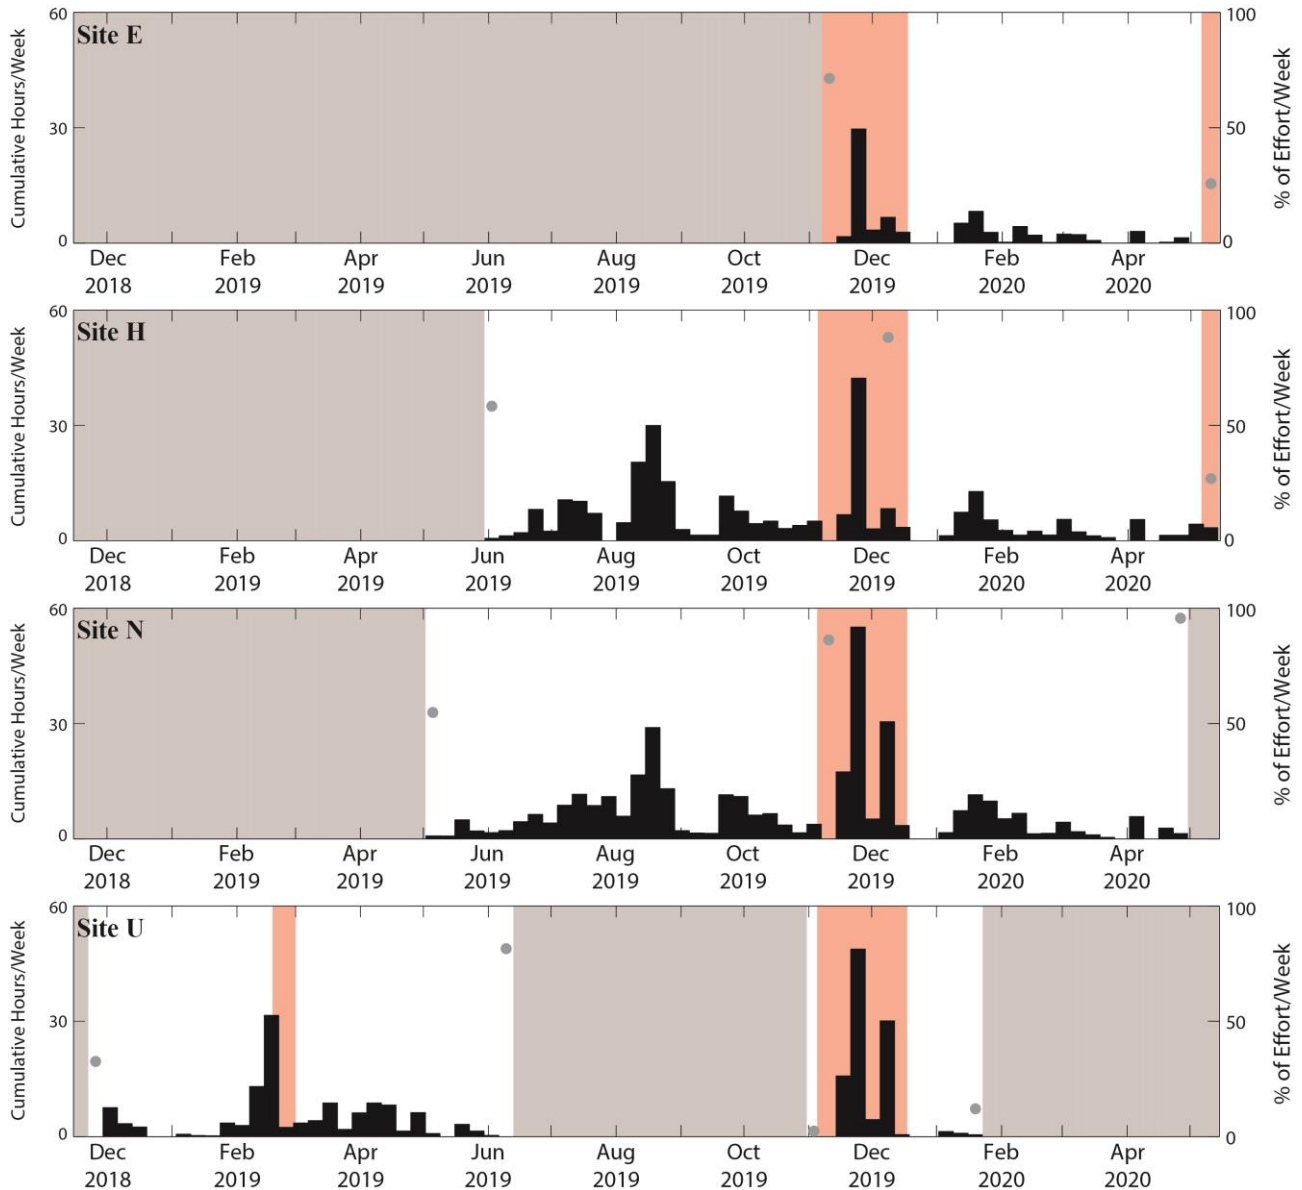 60
100
Site E
Cumulative Hours/Week
% of Effort/Week
30
50
0
0
Dec Feb Apr Jun Aug Oct Dec Feb Apr
2018 2019 2019 2019 2019 2019 2019 2020 2020
60
100
Site H
Cumulative Hours/Week
% of Effort/Week
30
50
0
0
Dec Feb Apr Jun Aug Oct Dec Feb Apr
2018 2019 2019 2019 2019 2019 2019 2020 2020
60
100
Site N
Cumulative Hours/Week
% of Effort/Week
30
50
0
0
Dec Feb Apr Jun Aug Oct Dec Feb Apr
2018 2019 2019 2019 2019 2019 2019 2020 2020
60
100
Site U
Cumulative Hours/Week
% of Effort/Week
30
50
0
0
Dec Feb Apr Jun Aug Oct Dec Feb Apr
2018 2019 2019 2019 2019 2019 2019 2020 2020